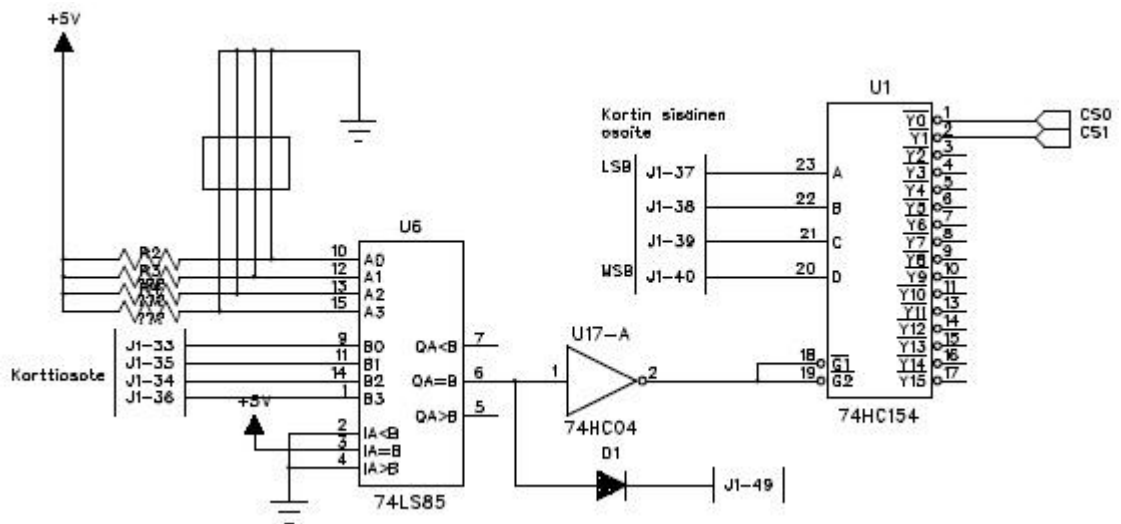 +5V
R2
R3
???
???
10
12
13
15
A0
A1
A2
A3
J1-33
J1-35
J1-34
J1-36
Korttiosote
9
11
14
1
B0
B1
B2
B3
+5V
2
3
4
IA<B
IA=B
IA>B
U6
QA<B
QA=B
QA>B
7
6
5
74LS85
U17-A
1
2
74HC04
D1
J1-49
Kortin sisäinen
osoite
LSB
J1-37
J1-38
J1-39
MSB
J1-40
23
22
21
20
18
19
U1
A
B
C
D
G1
G2
Y0
Y1
Y2
Y3
Y4
Y5
Y6
Y7
Y8
Y9
Y10
Y11
Y12
Y13
Y14
Y15
1
2
3
4
5
6
7
8
9
10
11
13
14
15
16
17
74HC154
CS0
CS1